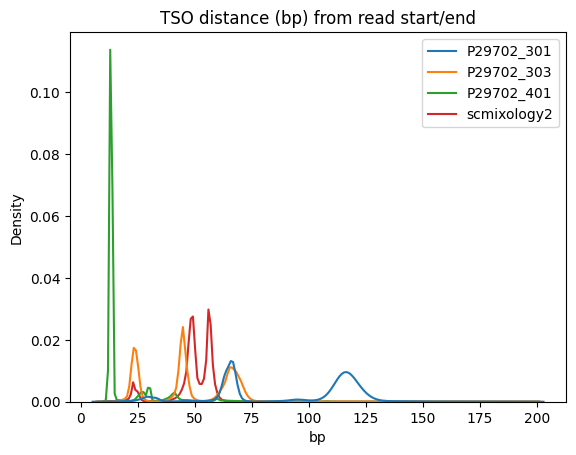 TSO distance (bp) from read start/end
P29702_301
P29702_303
P29702_401
scmixology2
Density
0.10
0.08
0.06
0.04
0.02
0.00
0
25
50
75
100
125
150
175
200
bp